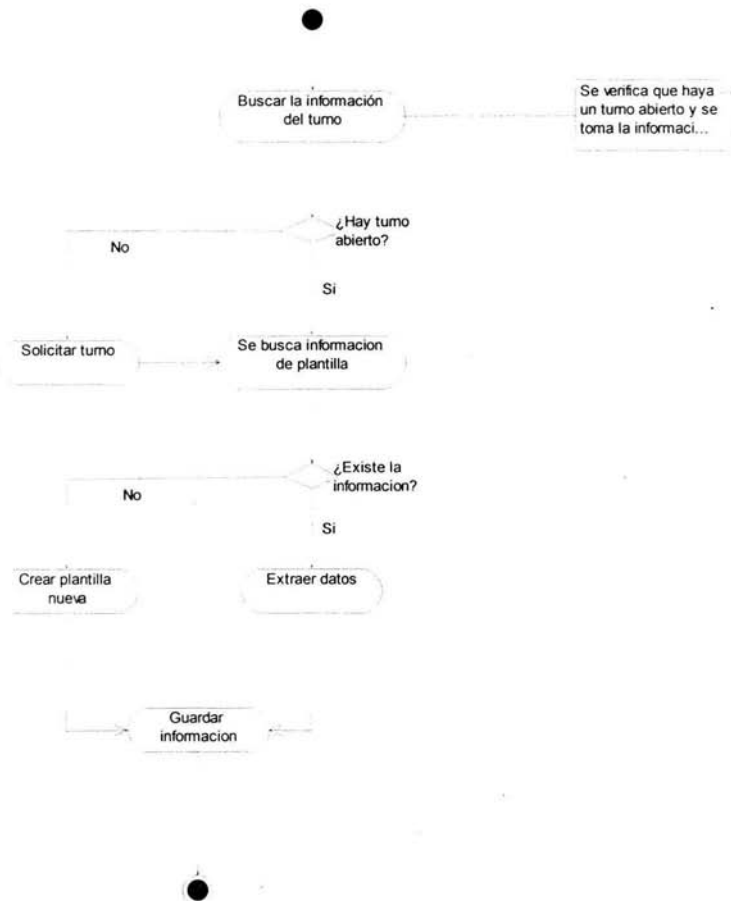 Buscar la información
del turno
Se verifica que haya
un turno abierto y se
toma la informaci...
¿Hay turno
abierto?
No
Si
Solicitar turno
Se busca informacion
de plantilla
¿Existe la
informacion?
No
Si
Crear plantilla
nueva
Extraer datos
Guardar
informacion